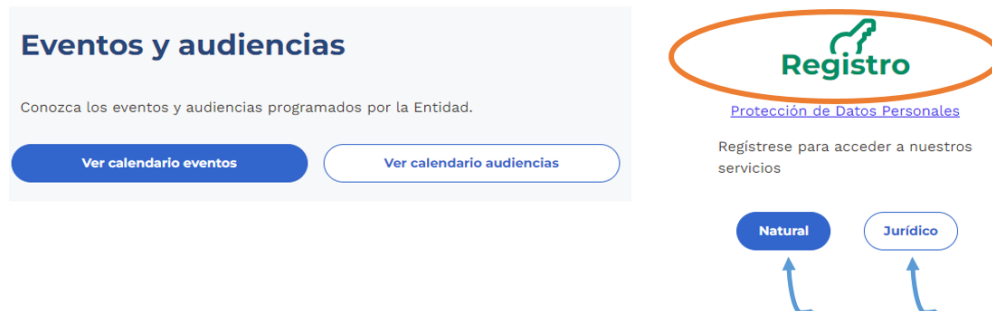 Eventos y audiencias
Conozca los eventos y audiencias programados por la Entidad.
Ver calendario eventos
Ver calendario audiencias
Registro
Protección de Datos Personales
Regístrese para acceder a nuestros
servicios
Natural
Jurídico